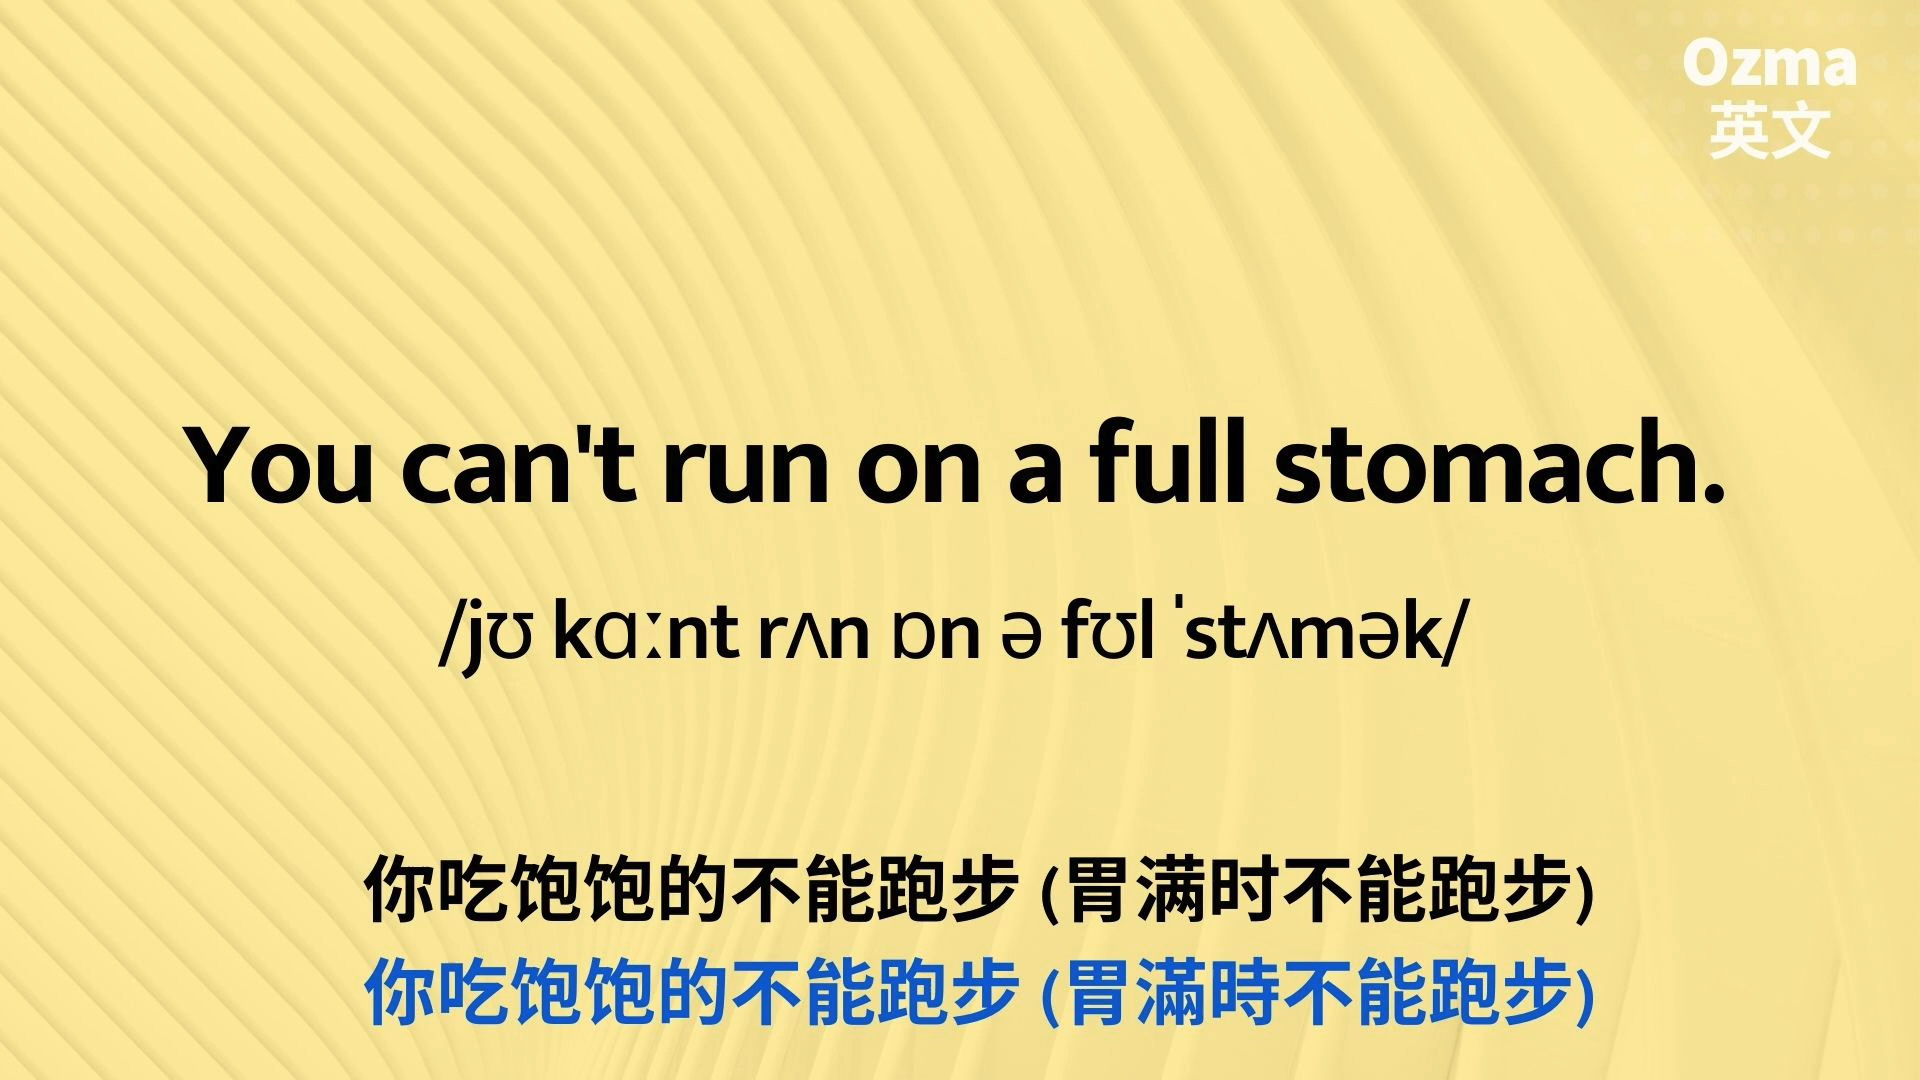 Ozma
英文
You can't run on a full stomach.
/jʊ kɑːnt rʌn ɒn ə fʊl ˈstʌmək/
你吃饱饱的不能跑步 (胃满时不能跑步)
你吃饱饱的不能跑步 (胃滿時不能跑步)